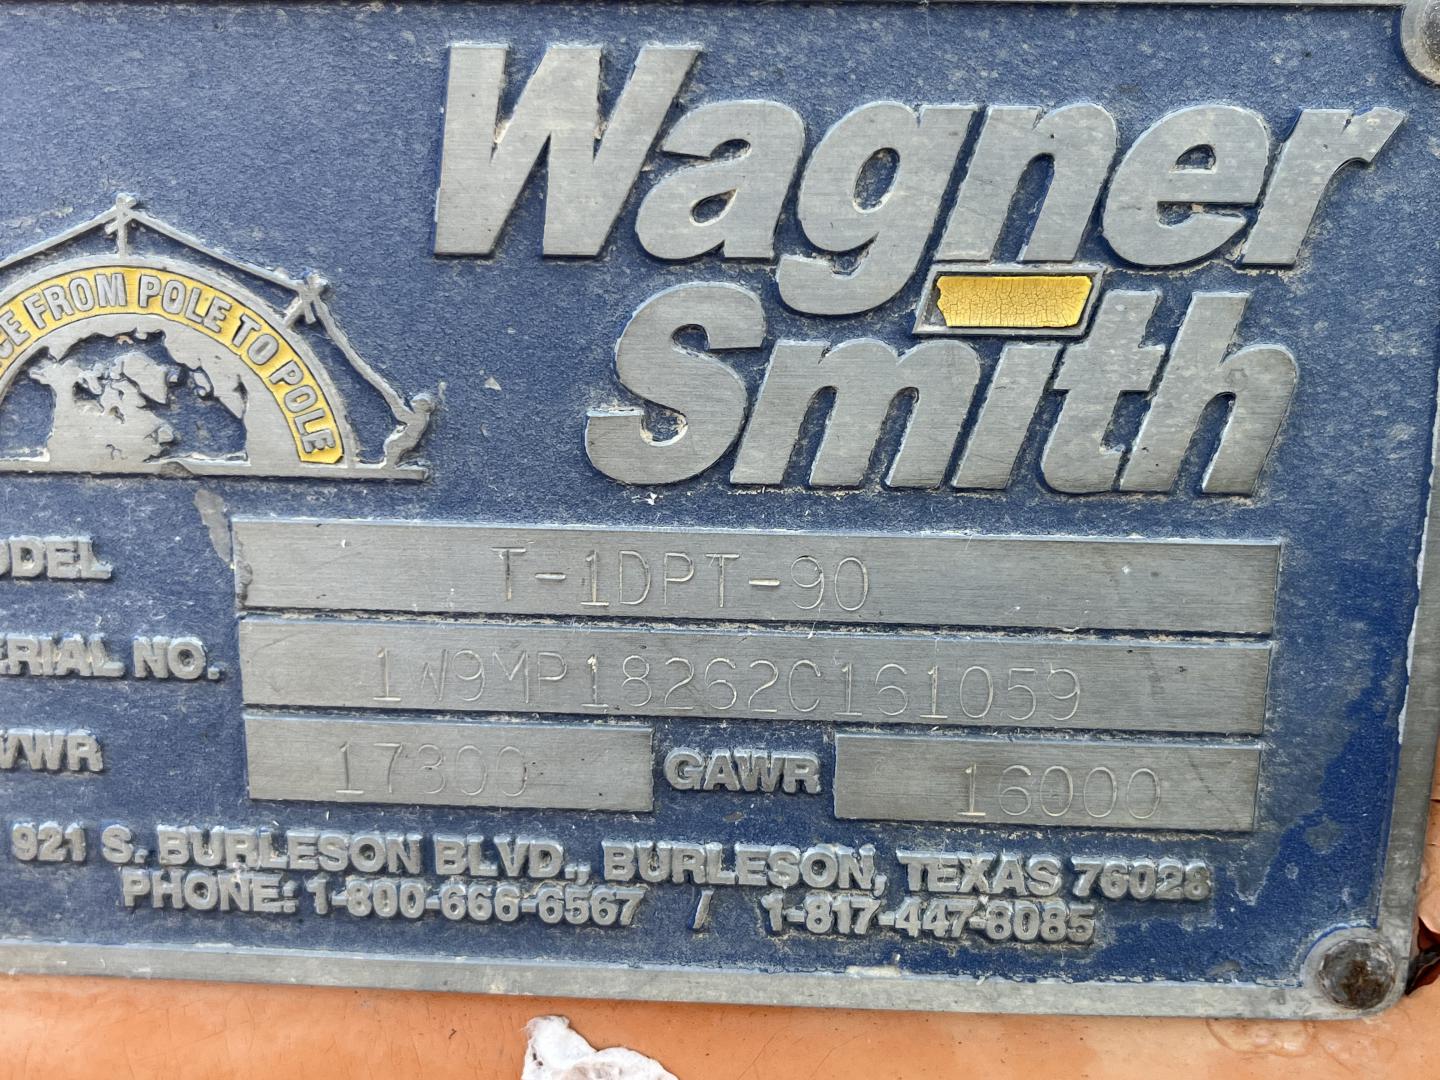 Wagner
Smith
CE FROM POLE TO POLE
ODEL T-1DPT-90
ERIAL NO. 1W9MP18262C161059
VWR 17300 GAWR 16000
921 S. BURLESON BLVD., BURLESON, TEXAS 76028
PHONE: 1-800-666-6567 / 1-817-447-8085